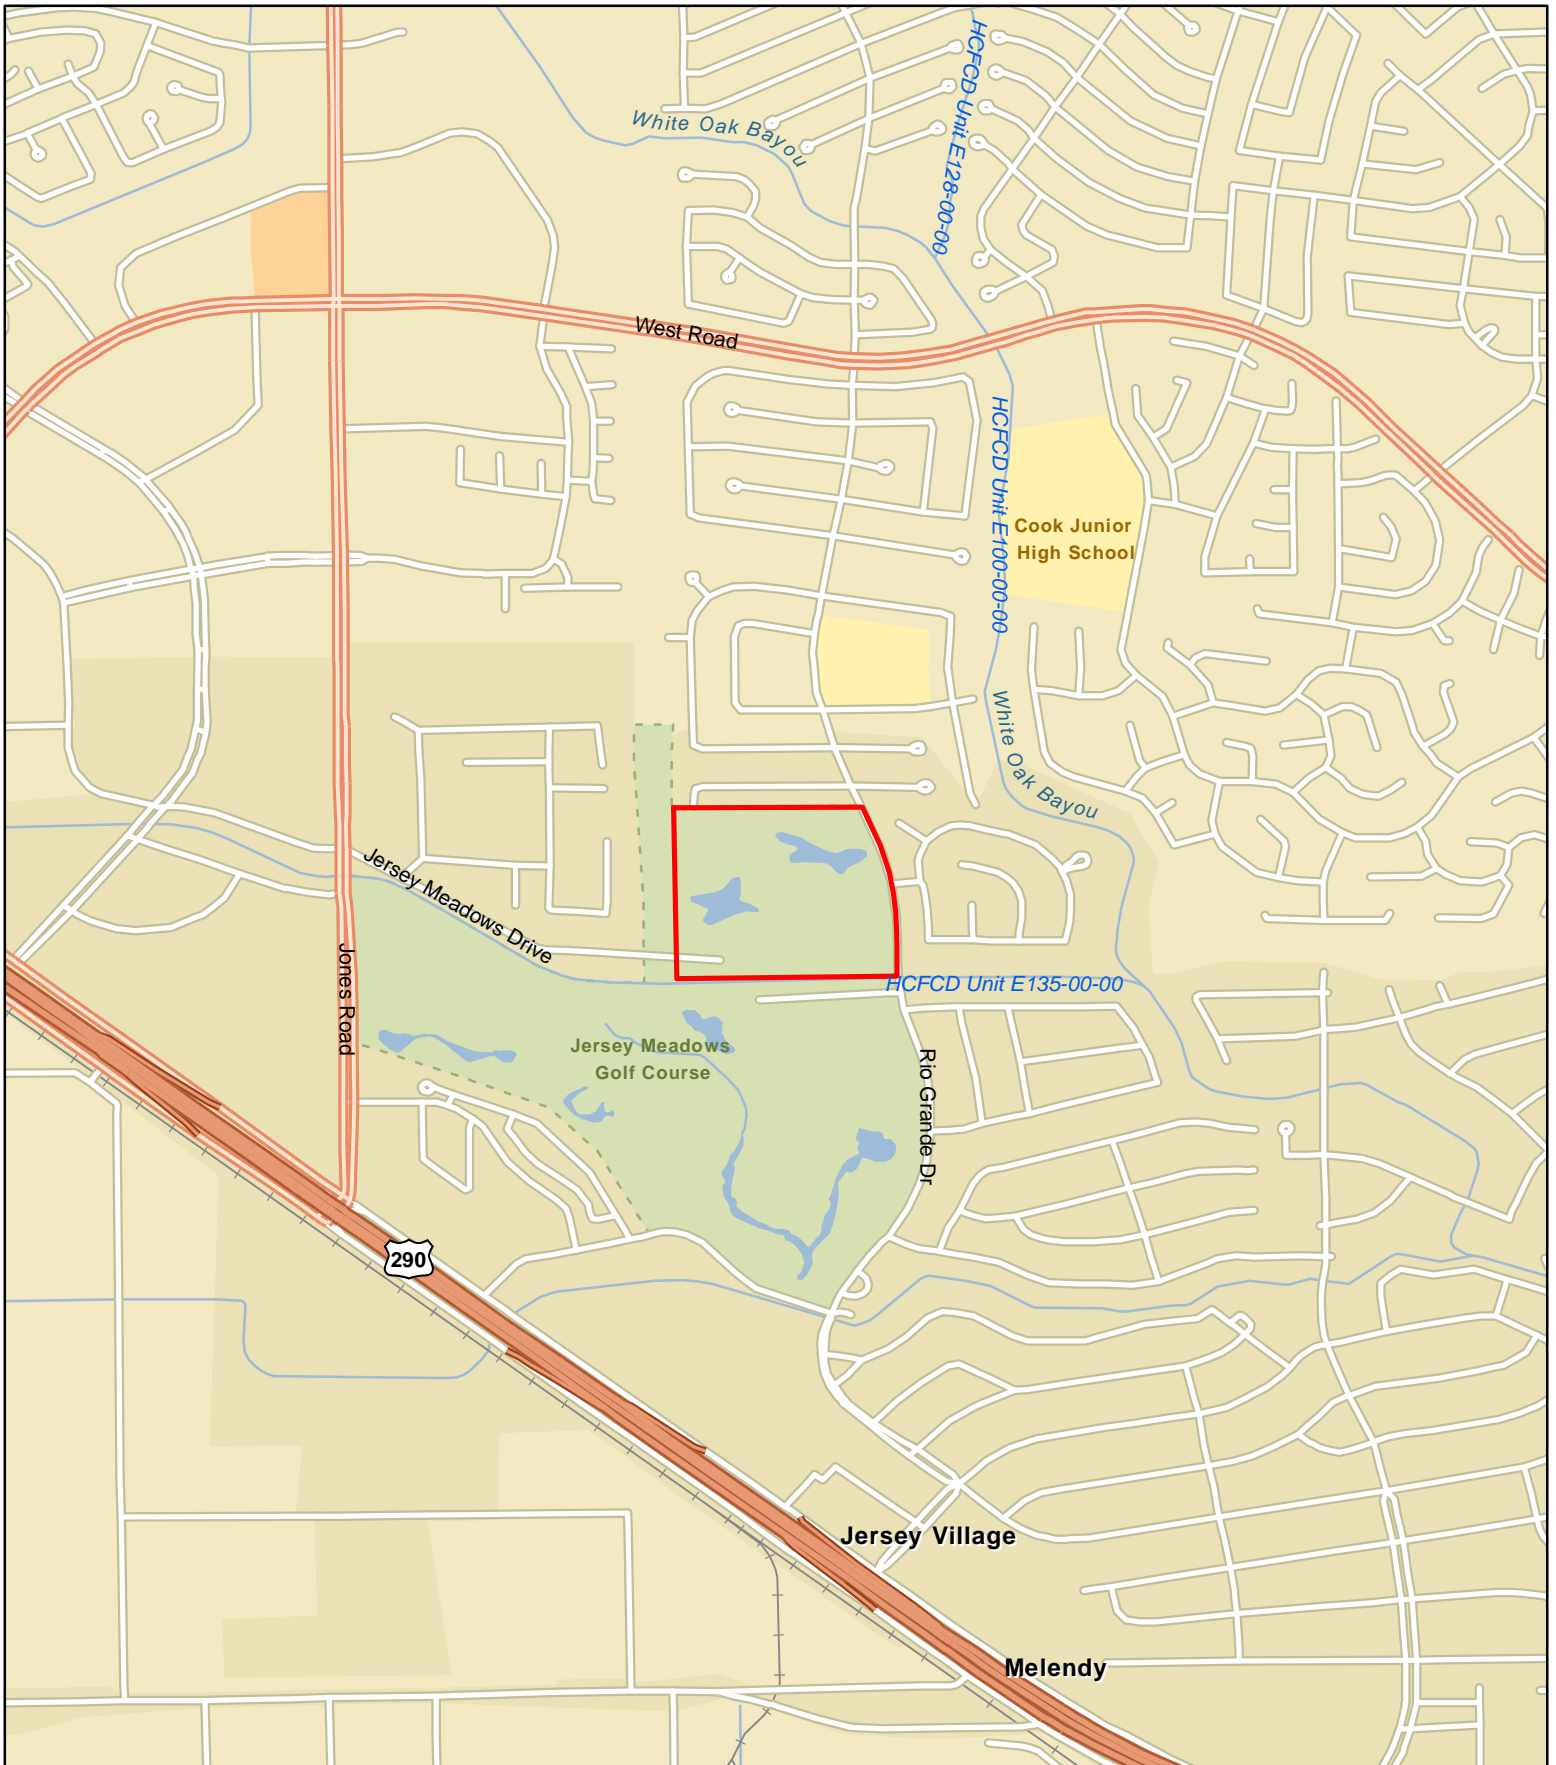 HCFCD Unit E128-00-00
White Oak Bayou
West Road
HCFCD Unit E100-00-00
Cook Junior
High School
White Oak Bayou
Jersey Meadows Drive
Jones Road
HCFCD Unit E135-00-00
Jersey Meadows
Golf Course
Rio Grande Dr
290
Jersey Village
Melendy